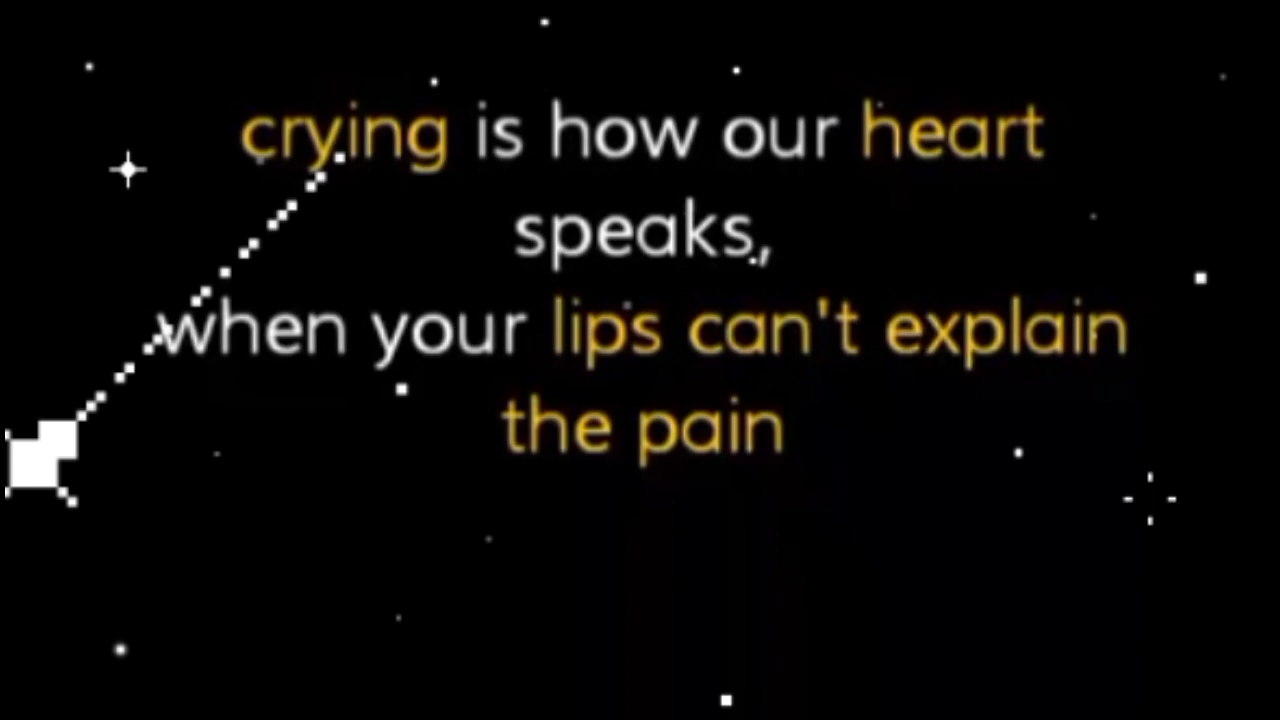 crying is how our heart
speaks,
when your lips can't explain
the pain